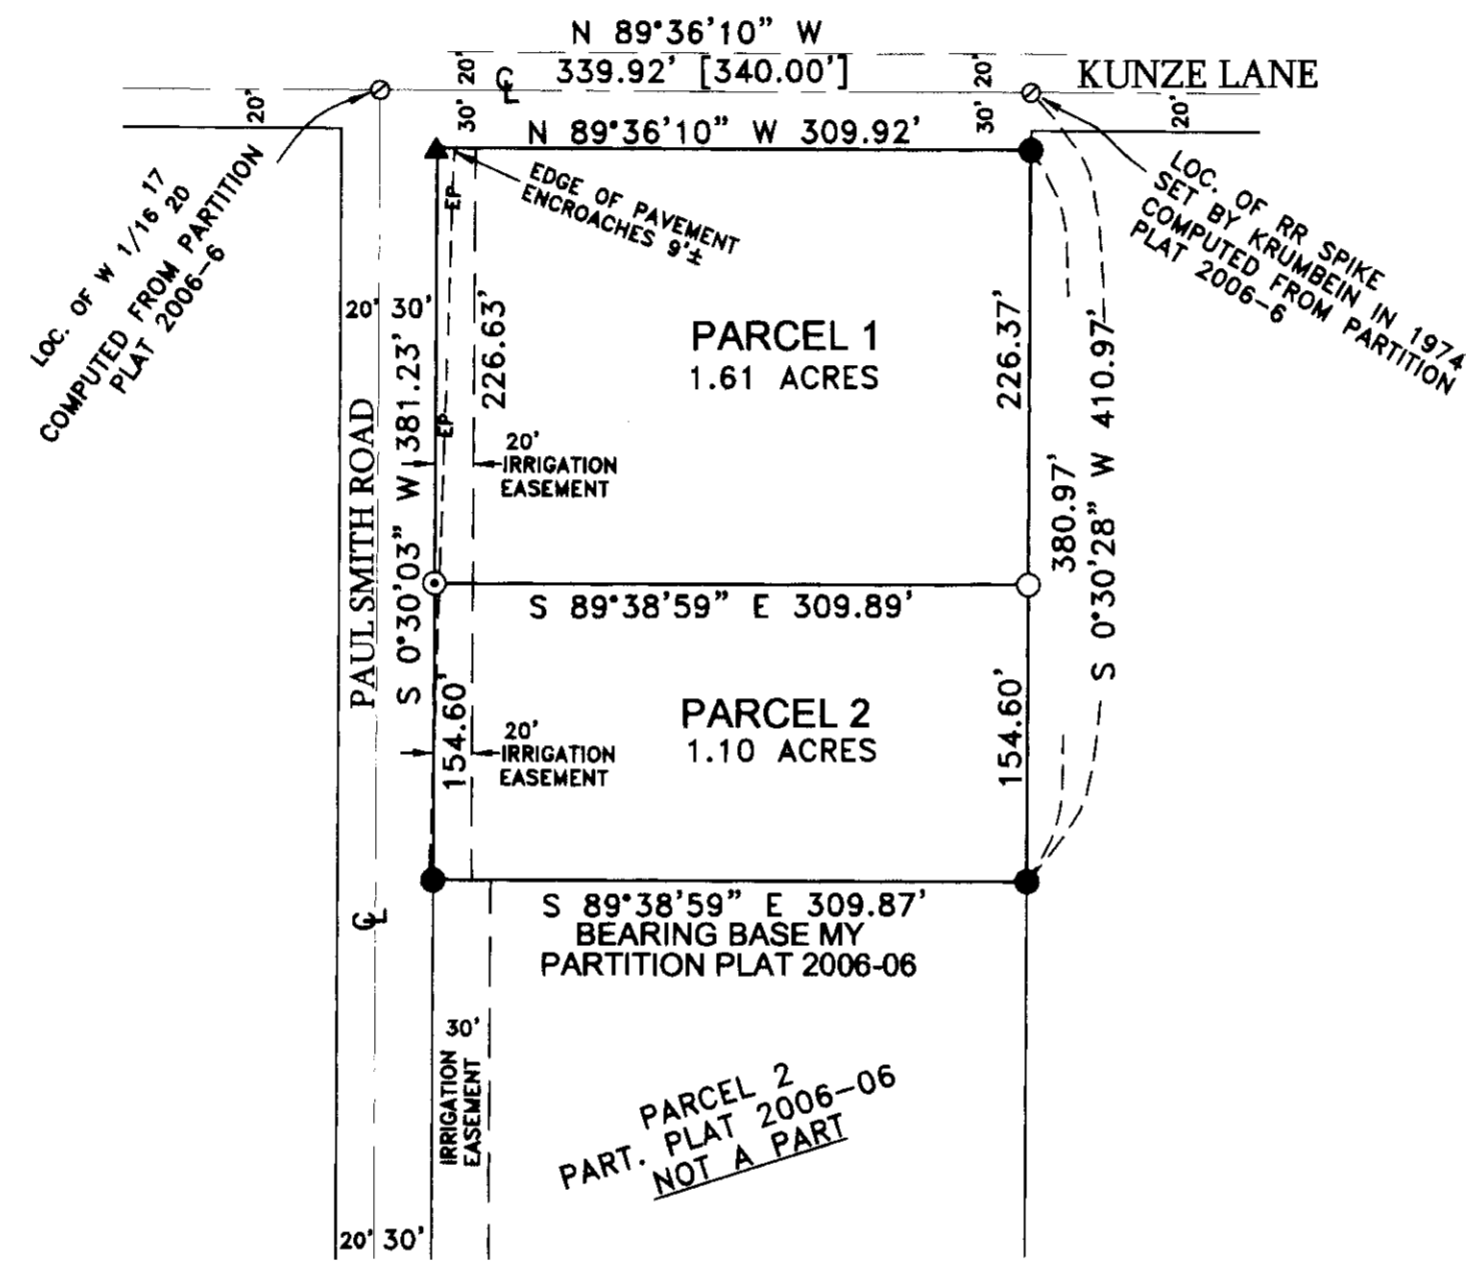 N 89°36'10" W
339.92' [340.00']
20'
20'
℄
KUNZE LANE
20'
30'
30'
20'
N 89°36'10" W 309.92'
LOC. OF W 1/16 17
20
COMPUTED FROM PARTITION
PLAT 2006-6
EDGE OF PAVEMENT
ENCROACHES 9'±
LOC. OF RR SPIKE
SET BY KRUMBEIN IN 1974
COMPUTED FROM PARTITION
PLAT 2006-6
EP
20' 30'
226.63'
PARCEL 1
1.61 ACRES
226.37'
EP
20'
IRRIGATION
EASEMENT
PAUL SMITH ROAD
S 0°30'03" W 381.23'
380.97'
S 0°30'28" W 410.97'
S 89°38'59" E 309.89'
154.60'
PARCEL 2
1.10 ACRES
154.60'
20'
IRRIGATION
EASEMENT
℄
S 89°38'59" E 309.87'
BEARING BASE MY
PARTITION PLAT 2006-06
30'
IRRIGATION
EASEMENT
PARCEL 2
PART. PLAT 2006-06
NOT A PART
20' 30'